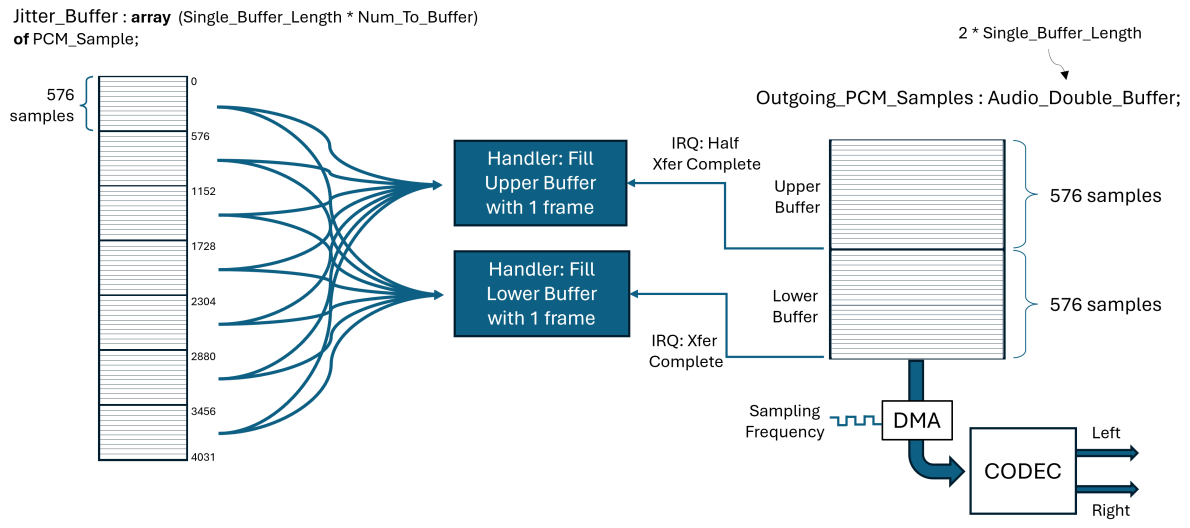 Jitter_Buffer : array (Single_Buffer_Length * Num_To_Buffer)
of PCM_Sample;
2 * Single_Buffer_Length
Outgoing_PCM_Samples : Audio_Double_Buffer;
576
samples
0
576
1152
1728
2304
2880
3456
4031
Handler: Fill
Upper Buffer
with 1 frame
Handler: Fill
Lower Buffer
with 1 frame
IRQ: Half
Xfer Complete
IRQ: Xfer
Complete
Upper
Buffer
Lower
Buffer
576 samples
576 samples
Sampling
Frequency
DMA
CODEC
Left
Right